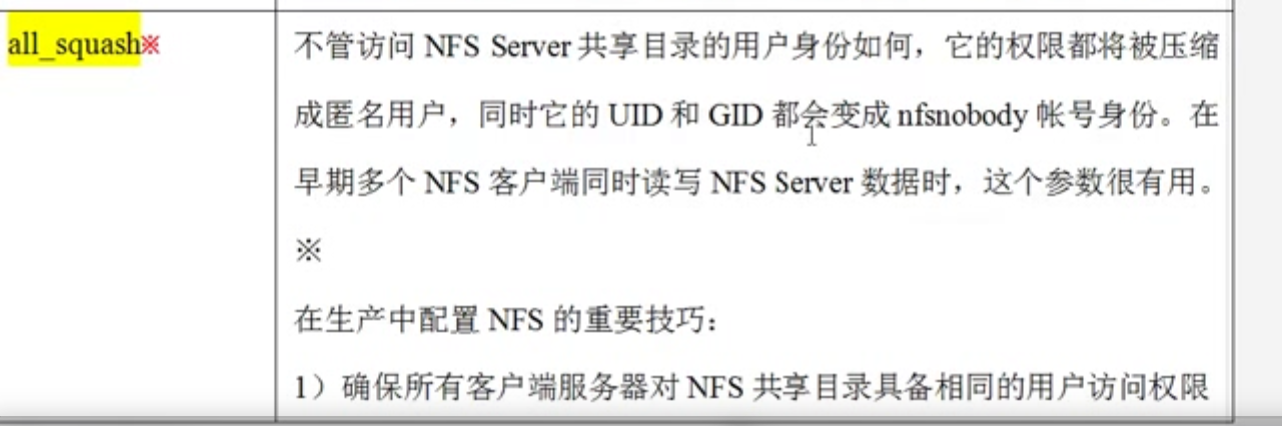 all_squash※
不管访问 NFS Server 共享目录的用户身份如何，它的权限都将被压缩
成匿名用户，同时它的 UID 和 GID 都会变成 nfsnobody 帐号身份。在
早期多个 NFS 客户端同时读写 NFS Server 数据时，这个参数很有用。
※
在生产中配置 NFS 的重要技巧：
1）确保所有客户端服务器对 NFS 共享目录具备相同的用户访问权限